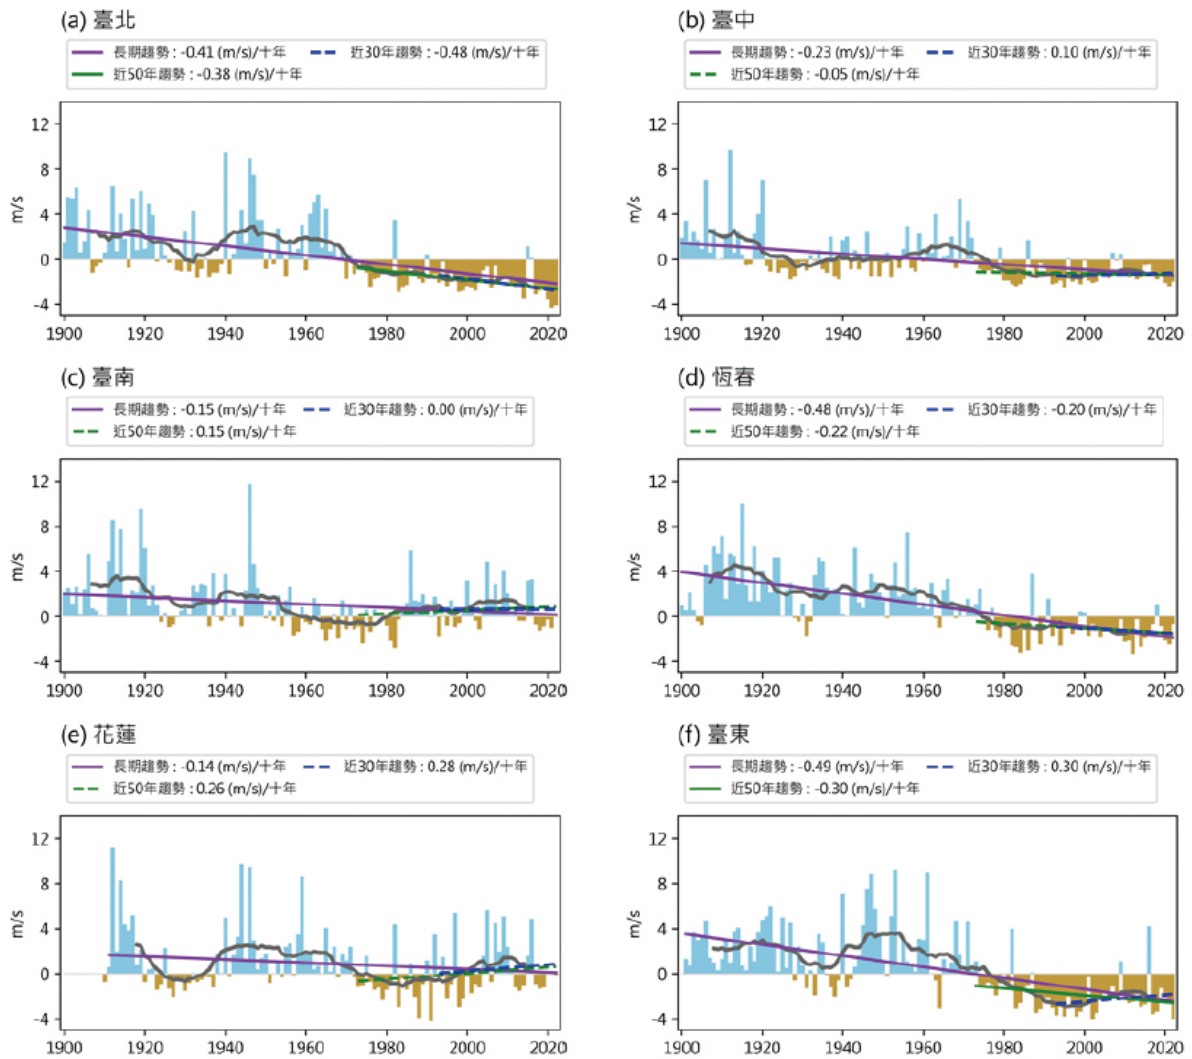 (a) 臺北
長期趨勢 : -0.41 (m/s)/十年 近30年趨勢 : -0.48 (m/s)/十年
近50年趨勢 : -0.38 (m/s)/十年
12
8
4
0
-4
m/s
1900 1920 1940 1960 1980 2000 2020
(b) 臺中
長期趨勢 : -0.23 (m/s)/十年 近30年趨勢 : 0.10 (m/s)/十年
近50年趨勢 : -0.05 (m/s)/十年
12
8
4
0
-4
m/s
1900 1920 1940 1960 1980 2000 2020
(c) 臺南
長期趨勢 : -0.15 (m/s)/十年 近30年趨勢 : 0.00 (m/s)/十年
近50年趨勢 : 0.15 (m/s)/十年
12
8
4
0
-4
m/s
1900 1920 1940 1960 1980 2000 2020
(d) 恆春
長期趨勢 : -0.48 (m/s)/十年 近30年趨勢 : -0.20 (m/s)/十年
近50年趨勢 : -0.22 (m/s)/十年
12
8
4
0
-4
m/s
1900 1920 1940 1960 1980 2000 2020
(e) 花蓮
長期趨勢 : -0.14 (m/s)/十年 近30年趨勢 : 0.28 (m/s)/十年
近50年趨勢 : 0.26 (m/s)/十年
12
8
4
0
-4
m/s
1900 1920 1940 1960 1980 2000 2020
(f) 臺東
長期趨勢 : -0.49 (m/s)/十年 近30年趨勢 : 0.30 (m/s)/十年
近50年趨勢 : -0.30 (m/s)/十年
12
8
4
0
-4
m/s
1900 1920 1940 1960 1980 2000 2020